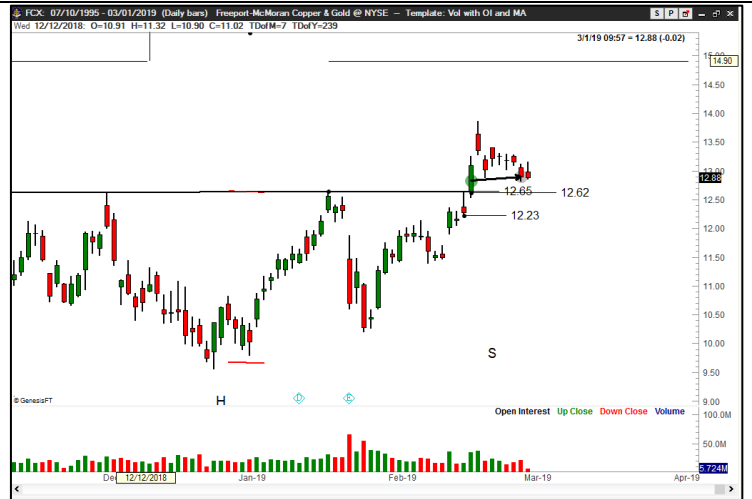 FCX: 07/10/1995 - 03/01/2019 (Daily bars) Freeport-McMoran Copper & Gold @ NYSE — Template: Vol with OI and MA
S P
Wed 12/12/2018: O=10.91 H=11.32 L=10.90 C=11.02 TDofM=7 TDofY=239
3/1/19 09:57 = 12.88 (-0.02)
15.00
14.90
14.50
14.00
13.50
13.00
12.88
12.65
12.62
12.50
12.23
12.00
11.50
11.00
10.50
10.00
S
9.50
D
E
H
© GenesisFT
9.00
Open Interest Up Close Down Close Volume
100.0M
50.0M
5.724M
Dec
12/12/2018
Jan-19
Feb-19
Mar-19
Apr-19